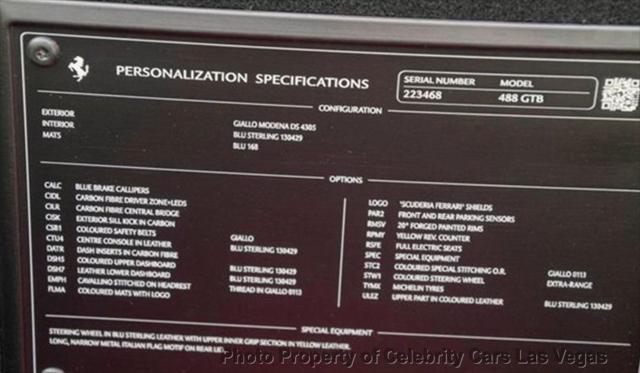 PERSONALIZATION SPECIFICATIONS
SERIAL NUMBER MODEL
223468 488 GTB
CONFIGURATION
EXTERIOR GIALLO MODENA DS 4305
INTERIOR BLU STERLING 130429
MATS BLU 168
OPTIONS
CALC BLUE BRAKE CALLIPERS
CIDL CARBON FIBRE DRIVER ZONE+LEDS
CILR CARBON FIBRE CENTRAL BRIDGE
CISK EXTERIOR SILL KICK IN CARBON
CSB1 COLOURED SAFETY BELTS GIALLO
CTU4 CENTRE CONSOLE IN LEATHER BLU STERLING 130429
DATR DASH INSERTS IN CARBON FIBRE
DSH5 COLOURED UPPER DASHBOARD BLU STERLING 130429
DSH7 LEATHER LOWER DASHBOARD BLU STERLING 130429
EMPH CAVALLINO STITCHED ON HEADREST THREAD IN GIALLO 0113
FLMA COLOURED MATS WITH LOGO
LOGO "SCUDERIA FERRARI" SHIELDS
PAR2 FRONT AND REAR PARKING SENSORS
RMSV 20" FORGED PAINTED RIMS
RPMY YELLOW REV. COUNTER
RSFE FULL ELECTRIC SEATS
SPEC SPECIAL EQUIPMENT
STC2 COLOURED SPECIAL STITCHING O.R. GIALLO 0113
STW1 COLOURED STEERING WHEEL EXTRA-RANGE
TYMX MICHELIN TYRES
ULEZ UPPER PART IN COLOURED LEATHER BLU STERLING 130429
SPECIAL EQUIPMENT
STEERING WHEEL IN BLU STERLING LEATHER WITH UPPER INNER GRIP SECTION IN YELLOW LEATHER.
LONG, NARROW METAL ITALIAN FLAG MOTIF ON REAR LID.
Photo Property of Celebrity Cars Las Vegas